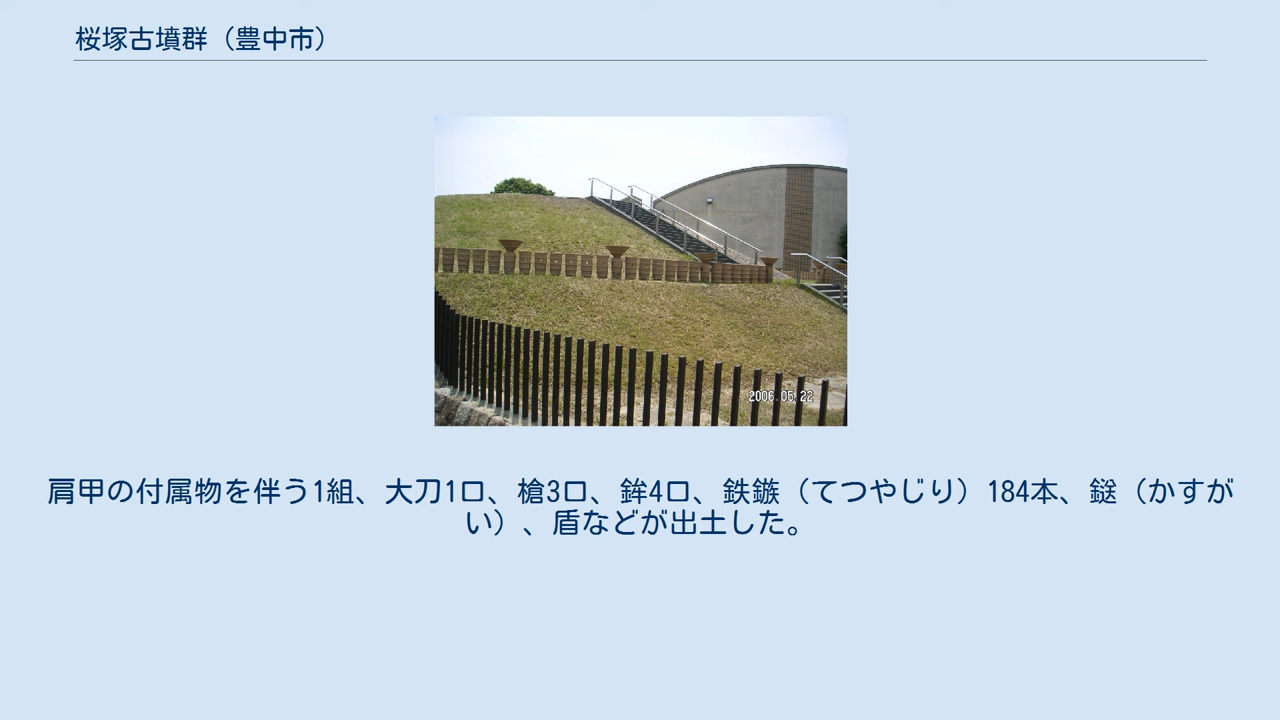 桜塚古墳群（豊中市）
2006.05.22
肩甲の付属物を伴う1組、大刀1口、槍3口、鉾4口、鉄鏃（てつやじり）184本、鎹（かすが
い）、盾などが出土した。